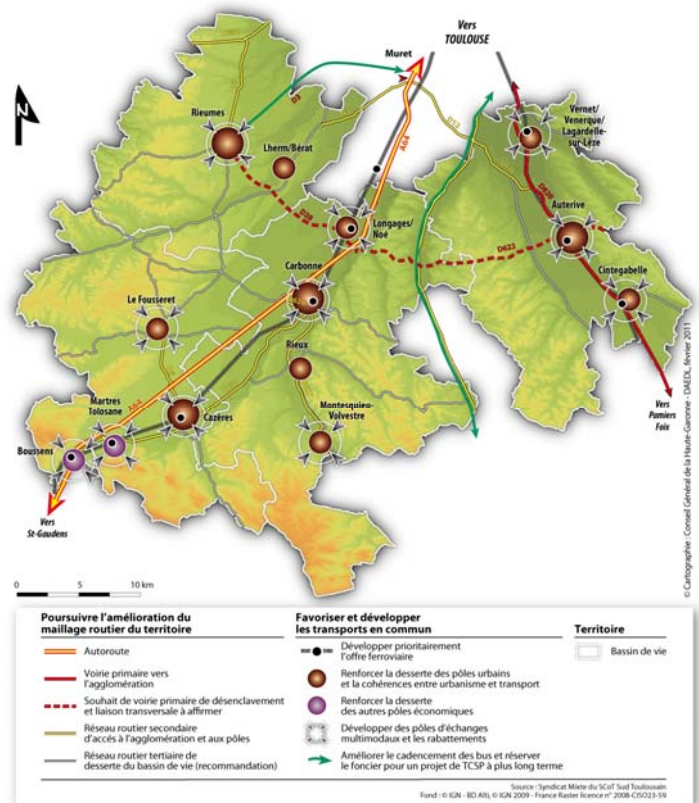 Vers
TOULOUSE
Muret
Rieumes
D3
A64
D12
Vernet/
Venerque/
Lagardelle-
sur-Lèze
Lherm/Bérat
D28
D820
Longages/
Noé
Auterive
D622
Carbonne
Cintegabelle
Le Fousseret
Rieux
Martres
Tolosane
A64
Cazères
Montesquieu-
Volvestre
Boussens
Vers
Pamiers
Foix
Vers
St-Gaudens
© Cartographie : Conseil Général de la Haute-Garonne - DAEDL, février 2011
0 5 10 km
Poursuivre l'amélioration du
maillage routier du territoire
Autoroute
Voirie primaire vers
l'agglomération
Souhait de voirie primaire de désenclavement
et liaison transversale à affirmer
Réseau routier secondaire
d'accés à l'agglomération et aux pôles
Réseau routier tertiaire de
desserte du bassin de vie (recommandation)
Favoriser et développer
les transports en commun
Développer prioritairement
l'offre ferroviaire
Renforcer la desserte des pôles urbains
et la cohérences entre urbanisme et transport
Renforcer la desserte
des autres pôles économiques
Développer des pôles d'échanges
multimodaux et les rabattements
Améliorer le cadencement des bus et réserver
le foncier pour un projet de TCSP à plus long terme
Territoire
Bassin de vie
Source : Syndicat Mixte du SCoT Sud Toulousain
Fond : © IGN - BD Alti, © IGN 2009 - France Raster licence n° 2008-CISO23-59